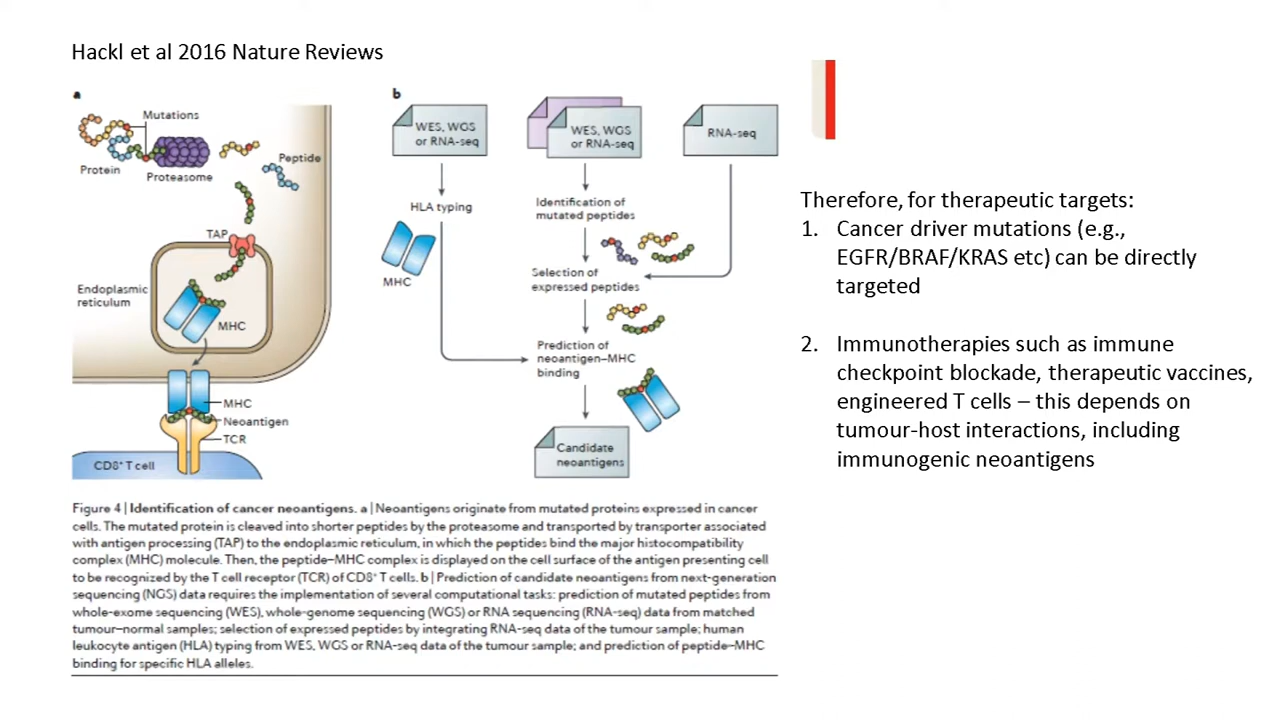 Hackl et al 2016 Nature Reviews
a
Mutations
Protein
Proteasome
Peptide
TAP
Endoplasmic
reticulum
MHC
MHC
Neoantigen
TCR
CD8⁺ T cell
b
WES, WGS
or RNA-seq
WES, WGS
or RNA-seq
RNA-seq
HLA typing
MHC
Identification of
mutated peptides
Selection of
expressed peptides
Prediction of
neoantigen–MHC
binding
Candidate
neoantigens
Therefore, for therapeutic targets:
1. Cancer driver mutations (e.g.,
EGFR/BRAF/KRAS etc) can be directly
targeted
2. Immunotherapies such as immune
checkpoint blockade, therapeutic vaccines,
engineered T cells – this depends on
tumour-host interactions, including
immunogenic neoantigens
Figure 4 | Identification of cancer neoantigens. a | Neoantigens originate from mutated proteins expressed in cancer
cells. The mutated protein is cleaved into shorter peptides by the proteasome and transported by transporter associated
with antigen processing (TAP) to the endoplasmic reticulum, in which the peptides bind the major histocompatibility
complex (MHC) molecule. Then, the peptide–MHC complex is displayed on the cell surface of the antigen presenting cell
to be recognized by the T cell receptor (TCR) of CD8⁺ T cells. b | Prediction of candidate neoantigens from next-generation
sequencing (NGS) data requires the implementation of several computational tasks: prediction of mutated peptides from
whole-exome sequencing (WES), whole-genome sequencing (WGS) or RNA sequencing (RNA-seq) data from matched
tumour–normal samples; selection of expressed peptides by integrating RNA-seq data of the tumour sample; human
leukocyte antigen (HLA) typing from WES, WGS or RNA-seq data of the tumour sample; and prediction of peptide–MHC
binding for specific HLA alleles.